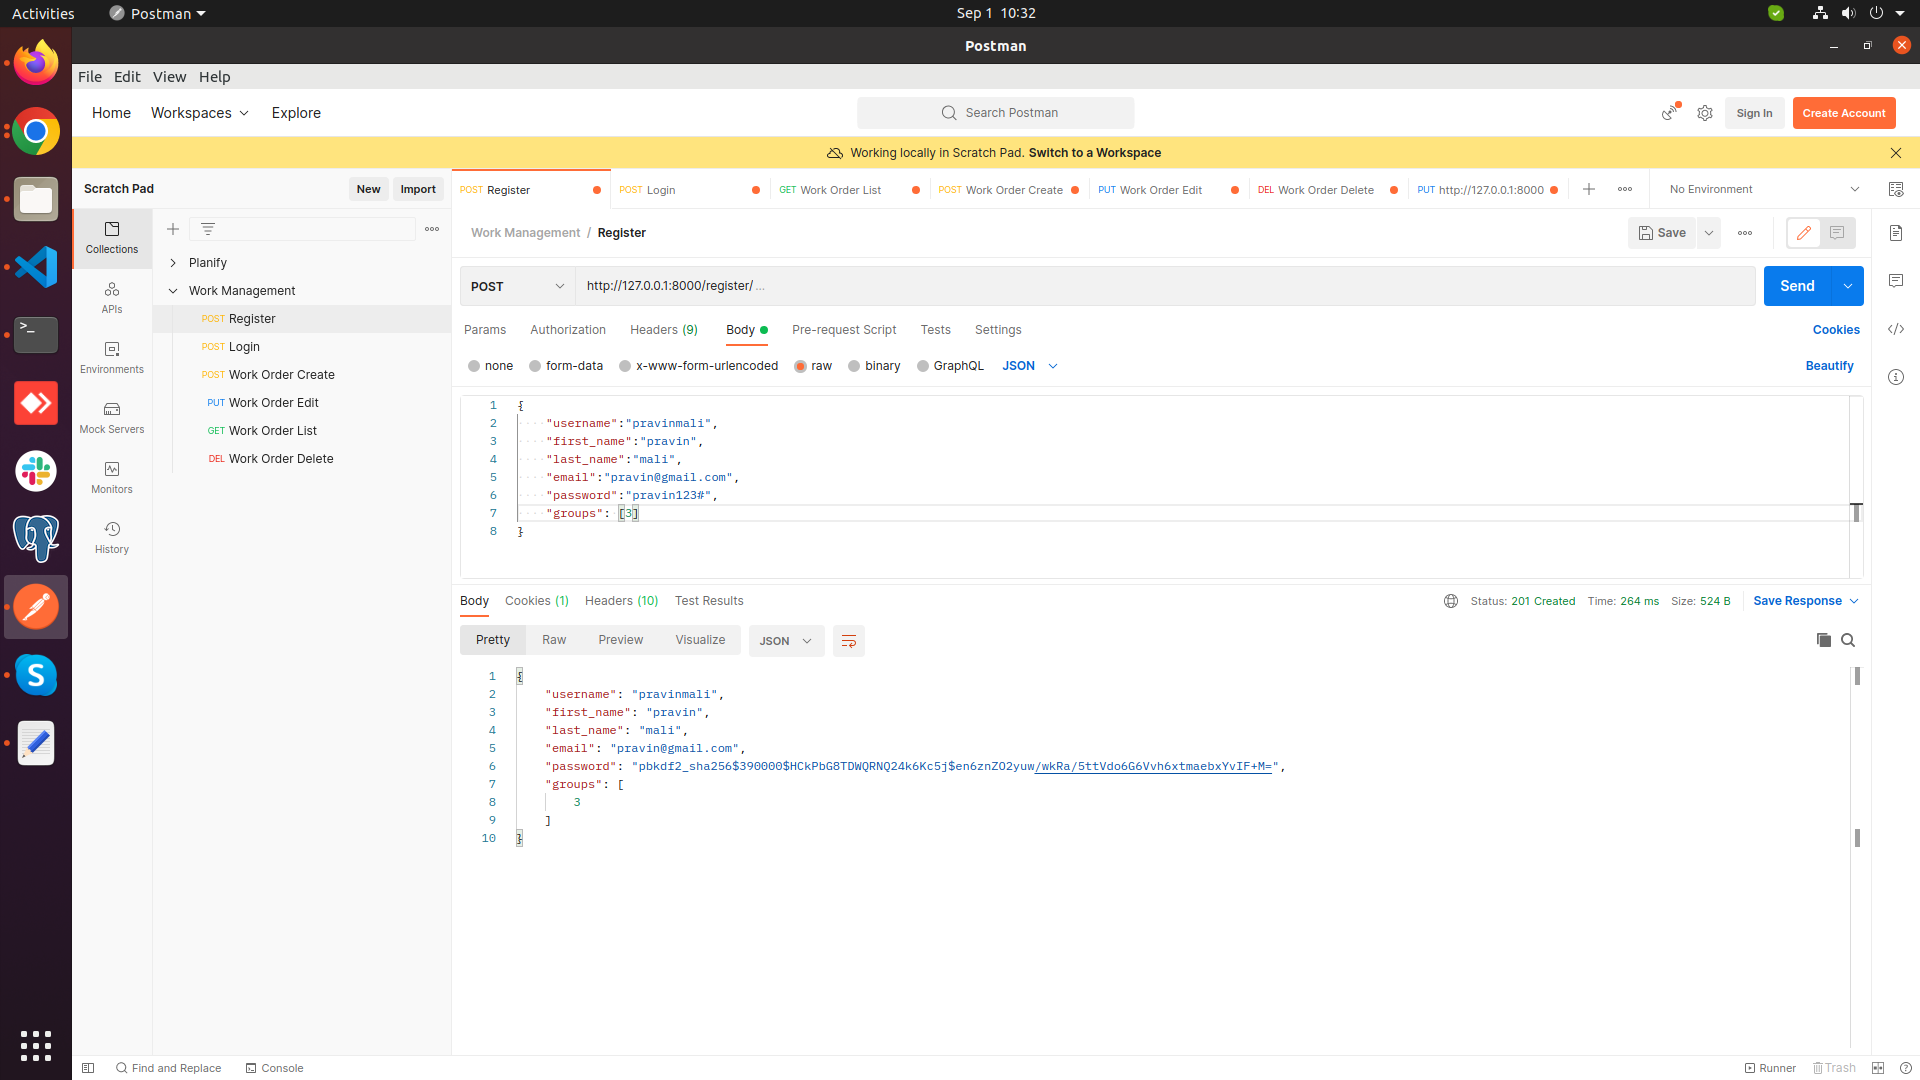 Activities
Postman
Sep 1 10:32
Postman
File Edit View Help
Home Workspaces Explore
Search Postman
Sign In
Create Account
Working locally in Scratch Pad. Switch to a Workspace
Scratch Pad
New
Import
POST Register
POST Login
GET Work Order List
POST Work Order Create
PUT Work Order Edit
DEL Work Order Delete
PUT http://127.0.0.1:8000
No Environment
Collections
APIs
Environments
Mock Servers
Monitors
History
Planify
Work Management
POST Register
POST Login
POST Work Order Create
PUT Work Order Edit
GET Work Order List
DEL Work Order Delete
Work Management / Register
Save
POST
http://127.0.0.1:8000/register/ ...
Send
Params Authorization Headers (9) Body Pre-request Script Tests Settings
Cookies
none form-data x-www-form-urlencoded raw binary GraphQL JSON
Beautify
1 {
2 "username":"pravinmali",
3 "first_name":"pravin",
4 "last_name":"mali",
5 "email":"pravin@gmail.com",
6 "password":"pravin123#",
7 "groups": [3]
8 }
Body Cookies (1) Headers (10) Test Results
Status: 201 Created Time: 264 ms Size: 524 B
Save Response
Pretty Raw Preview Visualize JSON
1 {
2 "username": "pravinmali",
3 "first_name": "pravin",
4 "last_name": "mali",
5 "email": "pravin@gmail.com",
6 "password": "pbkdf2_sha256$390000$HCkPbG8TDWQRNQ24k6Kc5j$en6znZO2yuw/wkRa/5ttVdo6G6Vvh6xtmaebxYvIF+M=",
7 "groups": [
8 3
9 ]
10 }
Find and Replace
Console
Runner
Trash